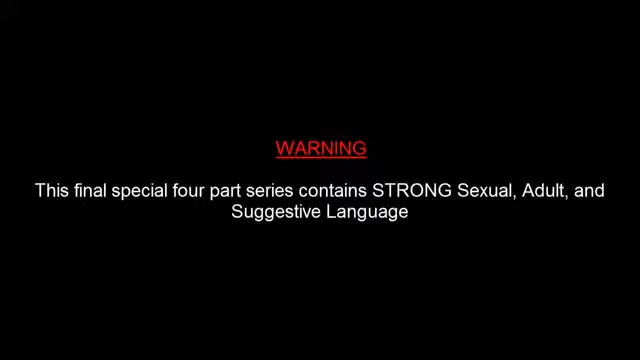 WARNING
This final special four part series contains STRONG Sexual, Adult, and
Suggestive Language